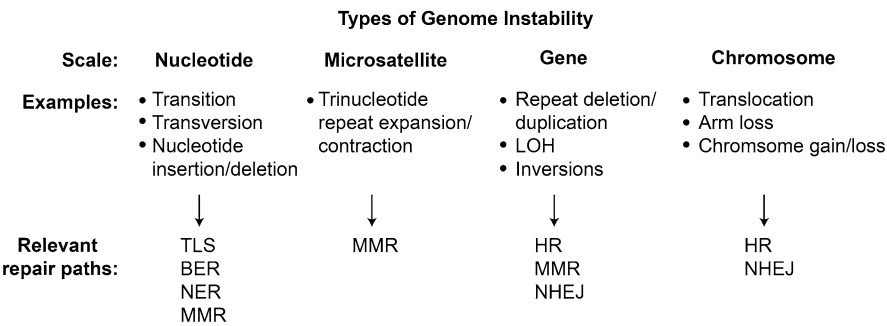 Types of Genome Instability
Scale: Nucleotide Microsatellite Gene Chromosome
Examples: • Transition • Trinucleotide • Repeat deletion/ • Translocation
• Transversion repeat expansion/ duplication • Arm loss
• Nucleotide contraction • LOH • Chromsome gain/loss
insertion/deletion • Inversions
Relevant TLS MMR HR HR
repair paths: BER MMR NHEJ
NER NHEJ
MMR